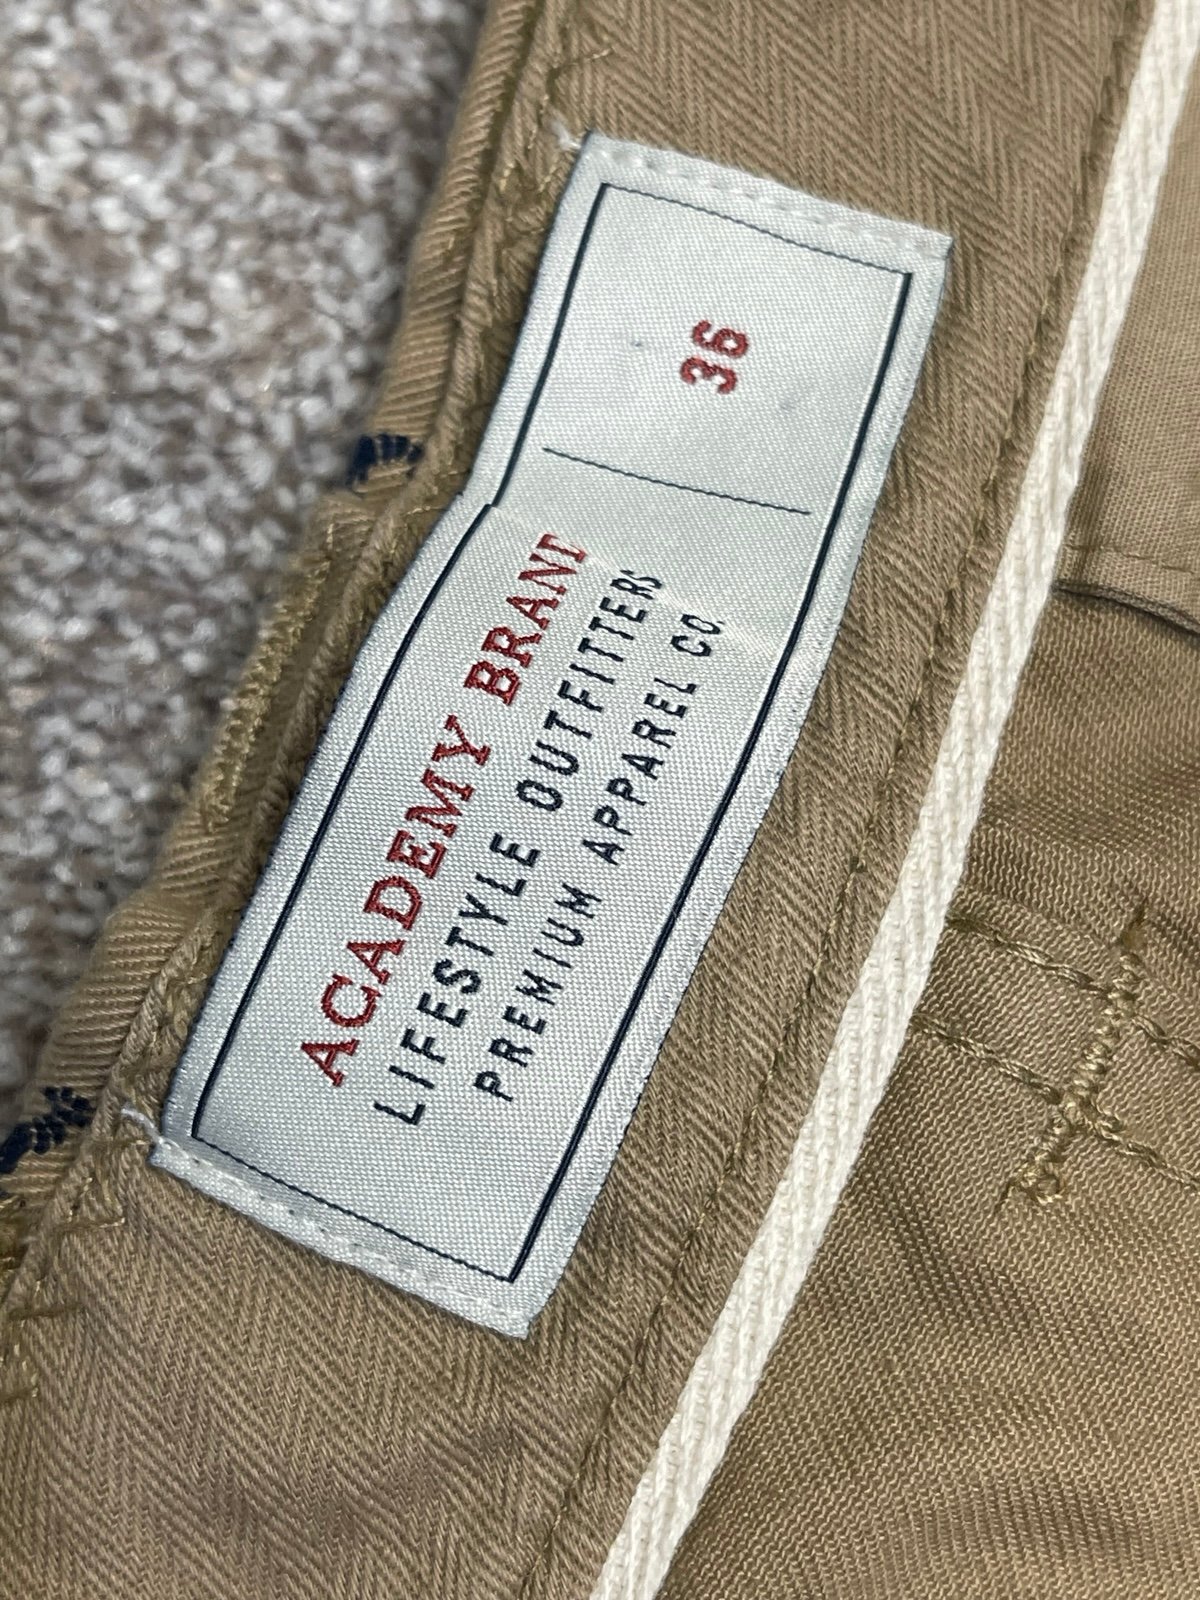 ACADEMY BRAND
LIFESTYLE OUTFITTERS
PREMIUM APPAREL CO.
36